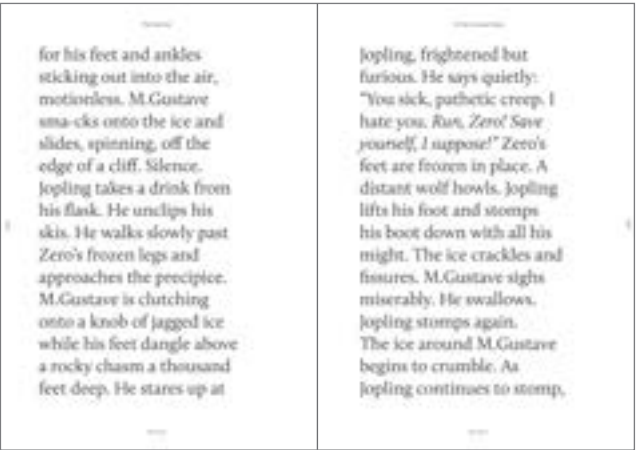 for his feet and ankles
sticking out into the air,
motionless. M.Gustave
sma-cks onto the ice and
slides, spinning, off the
edge of a cliff. Silence.
Jopling takes a drink from
his flask. He unclips his
skis. He walks slowly past
Zero's frozen legs and
approaches the precipice.
M.Gustave is clutching
onto a knob of jagged ice
while his feet dangle above
a rocky chasm a thousand
feet deep. He stares up at
Jopling, frightened but
furious. He says quietly:
“You sick, pathetic creep. I
hate you. Run, Zero! Save
yourself, I suppose!” Zero's
feet are frozen in place. A
distant wolf howls. Jopling
lifts his foot and stomps
his boot down with all his
might. The ice crackles and
fissures. M.Gustave sighs
miserably. He swallows.
Jopling stomps again.
The ice around M.Gustave
begins to crumble. As
Jopling continues to stomp,